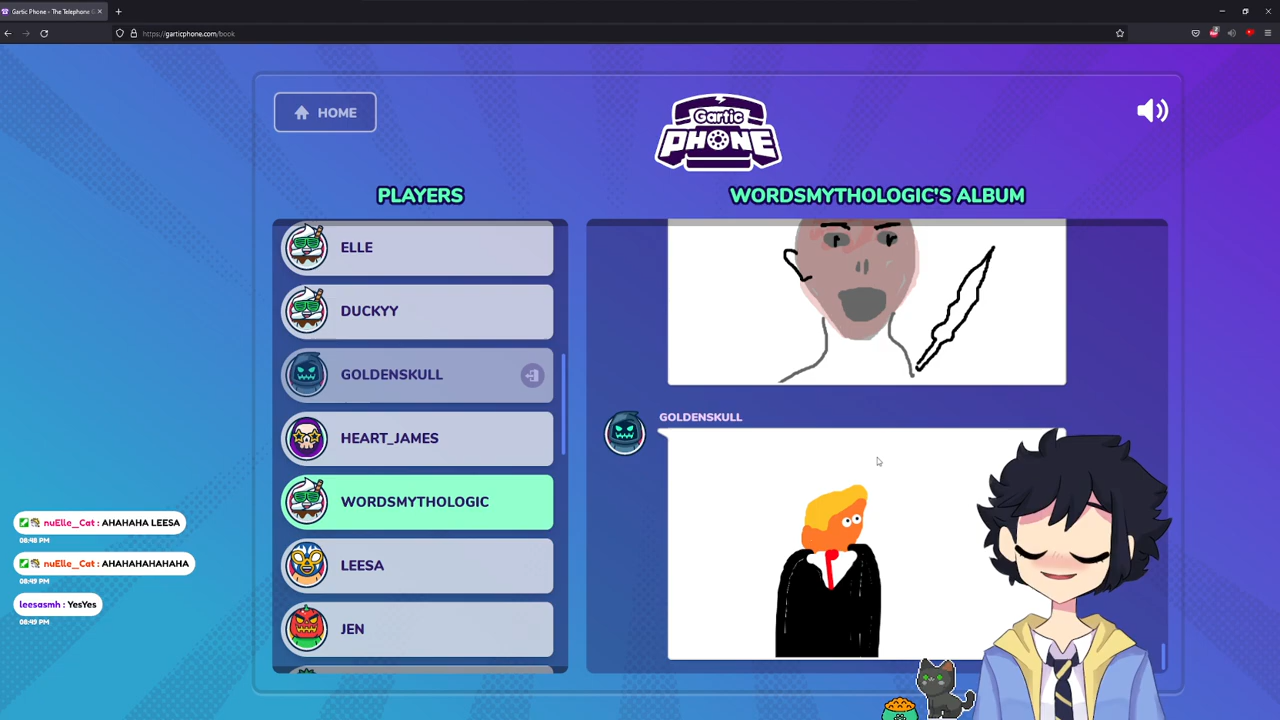 Gartic Phone - The Telephone
https://garticphone.com/book
HOME
Gartic
PHONE
PLAYERS
WORDSMYTHOLOGIC'S ALBUM
ELLE
DUCKYY
GOLDENSKULL
HEART_JAMES
WORDSMYTHOLOGIC
LEESA
JEN
GOLDENSKULL
nuElle_Cat : AHAHAHA LEESA
08:48 PM
nuElle_Cat : AHAHAHAHAHAHA
08:49 PM
leesasmh : YesYes
08:49 PM